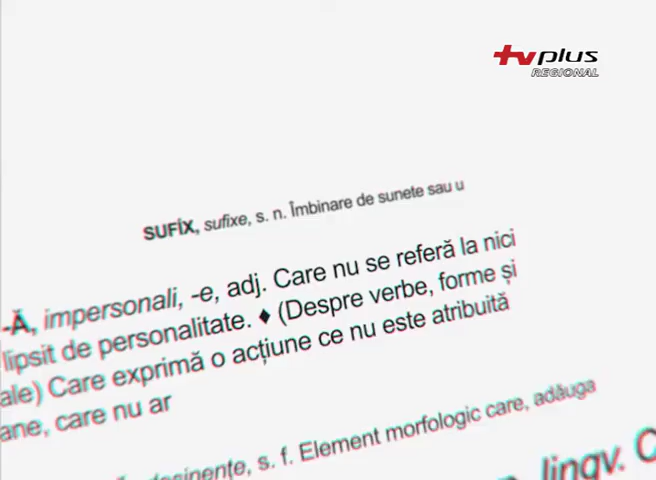 tvplus
REGIONAL
SUFÍX, sufixe, s. n. Îmbinare de sunete sau u
-Ă, impersonali, -e, adj. Care nu se referă la nici
lipsit de personalitate. ♦ (Despre verbe, forme și
ale) Care exprimă o acțiune ce nu este atribuită
ane, care nu ar
desinențe, s. f. Element morfologic care, adăuga
lingv.